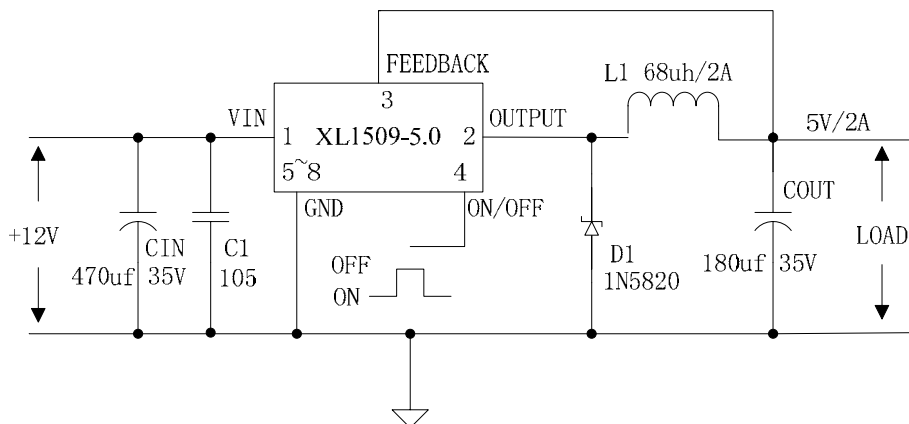 FEEDBACK
L1 68uh/2A
3
VIN
OUTPUT
5V/2A
1 XL1509-5.0 2
5~8 4
GND
ON/OFF
COUT
+12V
CIN
C1
OFF
D1
LOAD
470uf 35V
105
ON
1N5820
180uf 35V